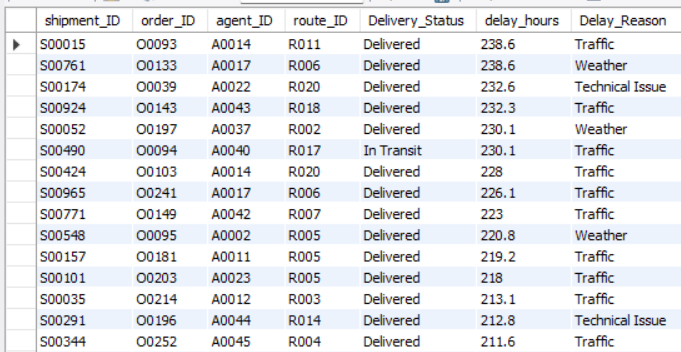 shipment_ID order_ID agent_ID route_ID Delivery_Status delay_hours Delay_Reason
S00015 O0093 A0014 R011 Delivered 238.6 Traffic
S00761 O0133 A0017 R006 Delivered 238.6 Weather
S00174 O0039 A0022 R020 Delivered 232.6 Technical Issue
S00924 O0143 A0043 R018 Delivered 232.3 Traffic
S00052 O0197 A0037 R002 Delivered 230.1 Weather
S00490 O0094 A0040 R017 In Transit 230.1 Traffic
S00424 O0103 A0014 R020 Delivered 228 Traffic
S00965 O0241 A0017 R006 Delivered 226.1 Traffic
S00771 O0149 A0042 R007 Delivered 223 Traffic
S00548 O0095 A0002 R005 Delivered 220.8 Weather
S00157 O0181 A0011 R005 Delivered 219.2 Traffic
S00101 O0203 A0023 R005 Delivered 218 Traffic
S00035 O0214 A0012 R003 Delivered 213.1 Traffic
S00291 O0196 A0044 R014 Delivered 212.8 Technical Issue
S00344 O0252 A0045 R004 Delivered 211.6 Traffic